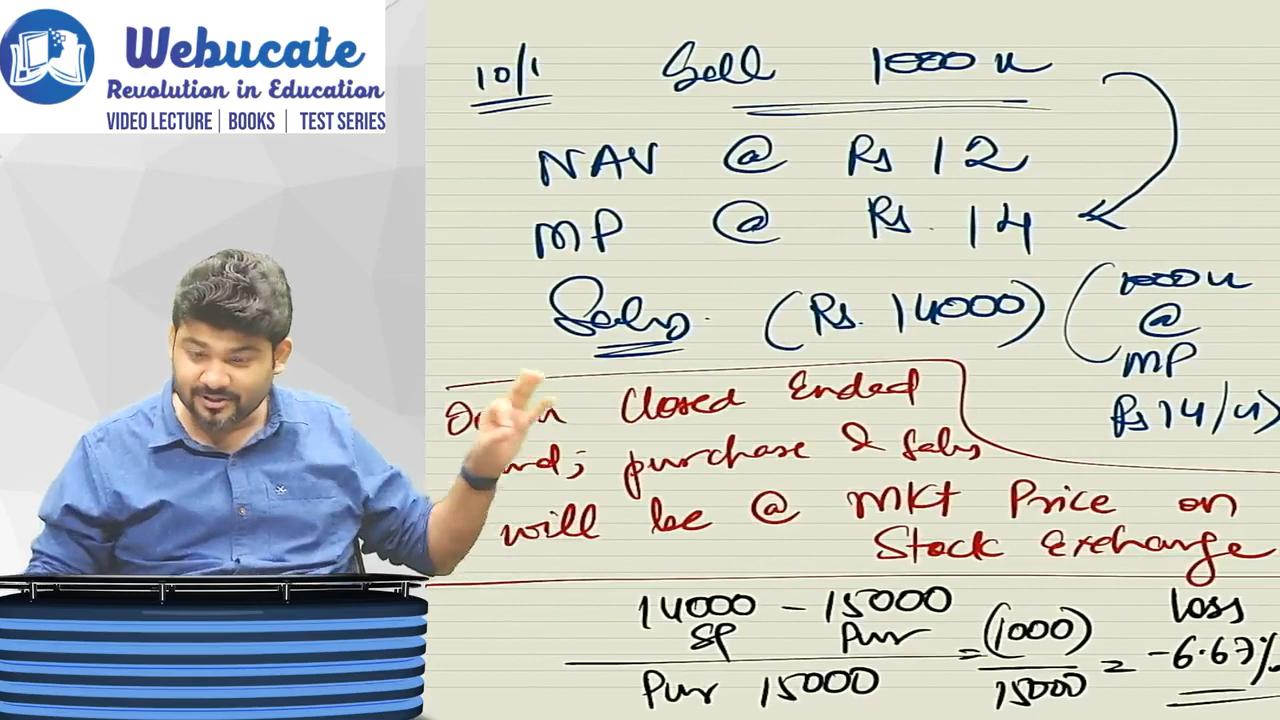 Webucate
Revolution in Education
VIDEO LECTURE | BOOKS | TEST SERIES
10/1 Sell 1000 u
NAV @ Rs 12
MP @ Rs. 14
Sales (Rs. 14000)
1000 u
@
MP
Rs 14/u)
Closed Ended
purchase & sales
will be @ MKt Price on
Stock Exchange
14000 - 15000
SP Pur
Pur 15000
= (1000)
15000
= Loss
-6.67%